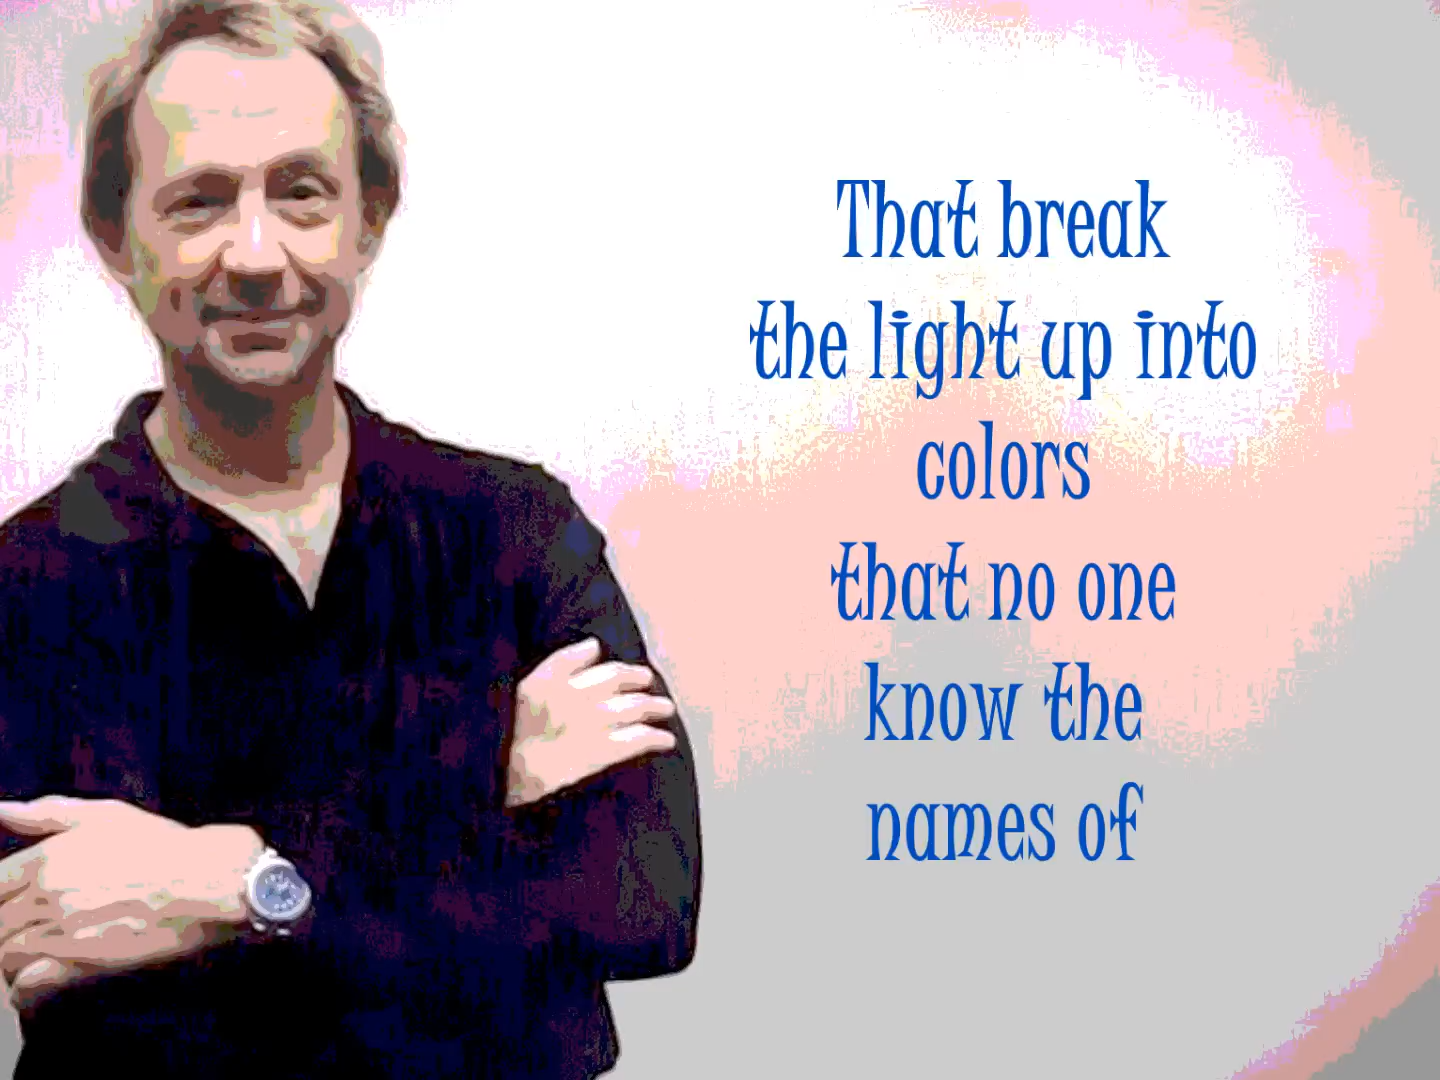 That break
the light up into
colors
that no one
know the
names of